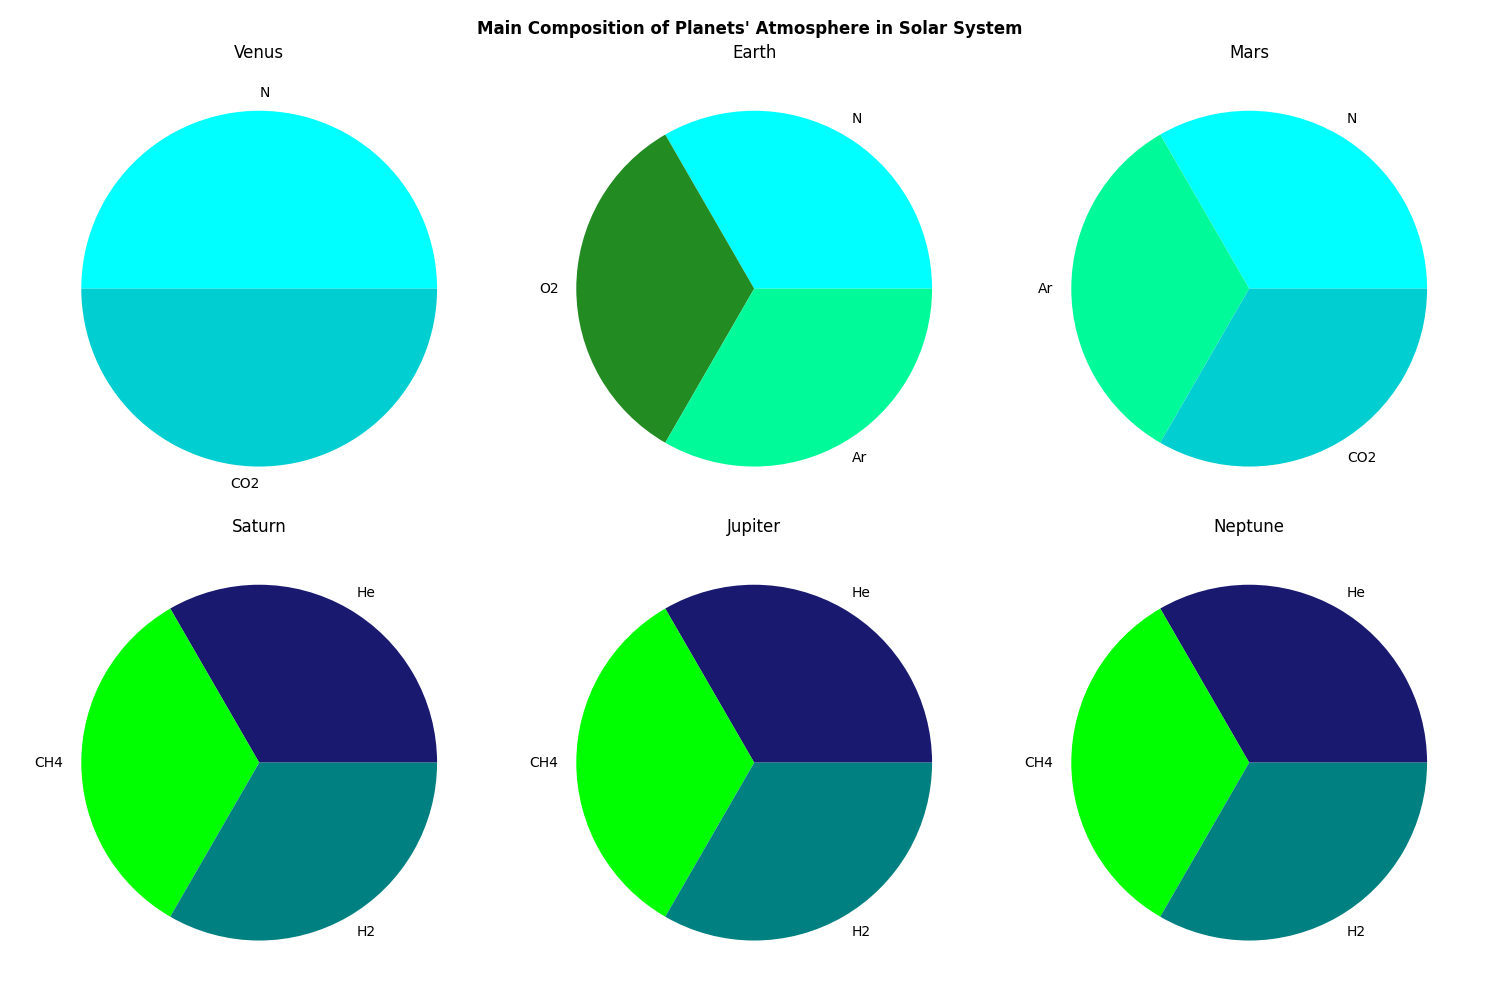 Main Composition of Planets' Atmosphere in Solar System
Venus
N
CO2
Earth
N
O2
Ar
Mars
N
Ar
CO2
Saturn
He
CH4
H2
Jupiter
He
CH4
H2
Neptune
He
CH4
H2